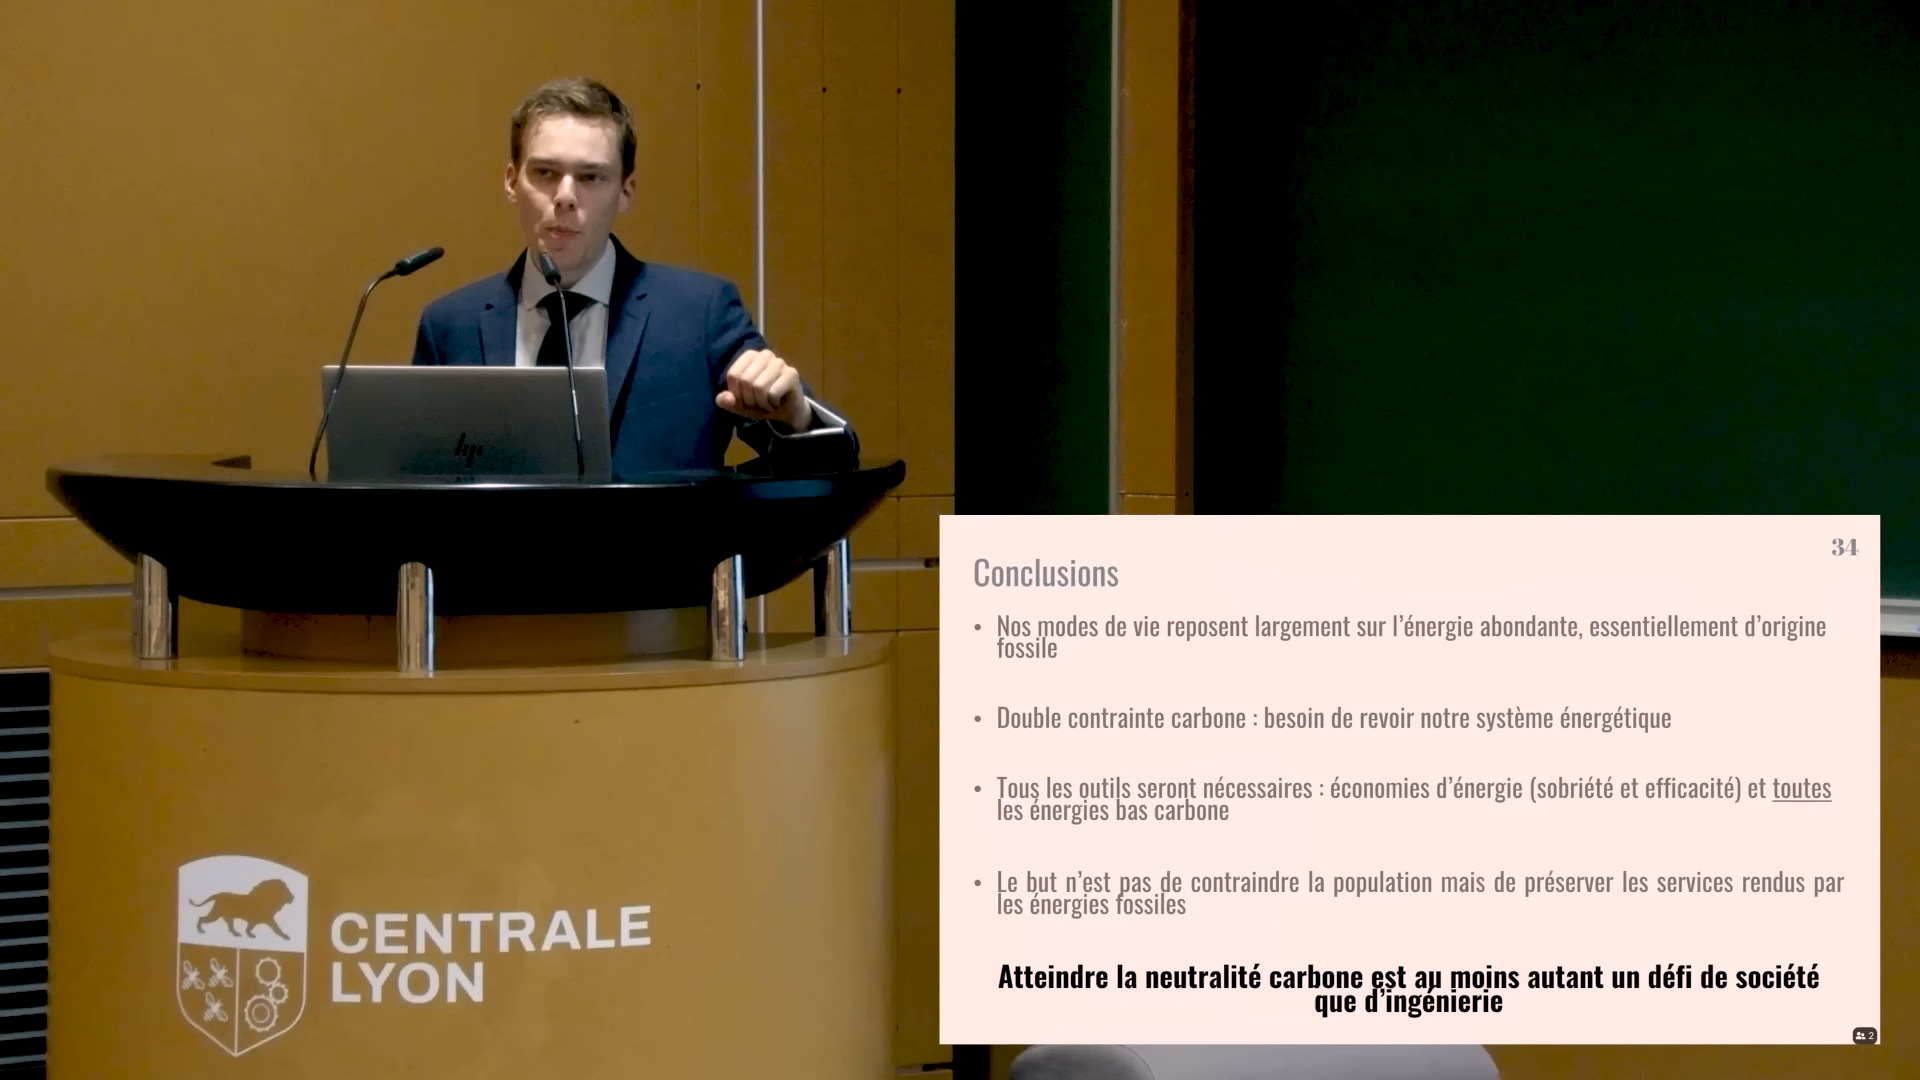 hp
CENTRALE
LYON
34
Conclusions
• Nos modes de vie reposent largement sur l'énergie abondante, essentiellement d'origine
fossile
• Double contrainte carbone : besoin de revoir notre système énergétique
• Tous les outils seront nécessaires : économies d'énergie (sobriété et efficacité) et toutes
les énergies bas carbone
• Le but n'est pas de contraindre la population mais de préserver les services rendus par
les énergies fossiles
Atteindre la neutralité carbone est au moins autant un défi de société
que d'ingénierie
2